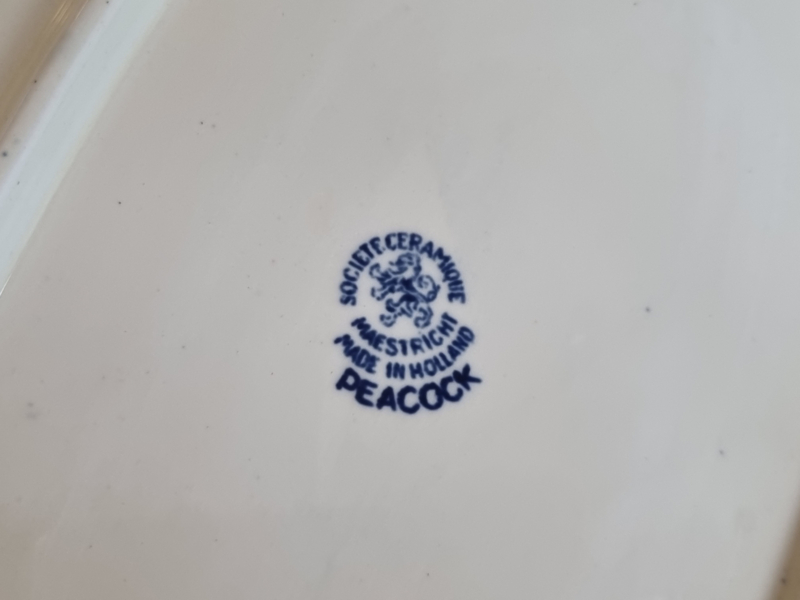 SOCIETE CERAMIQUE
MAESTRICHT
MADE IN HOLLAND
PEACOCK